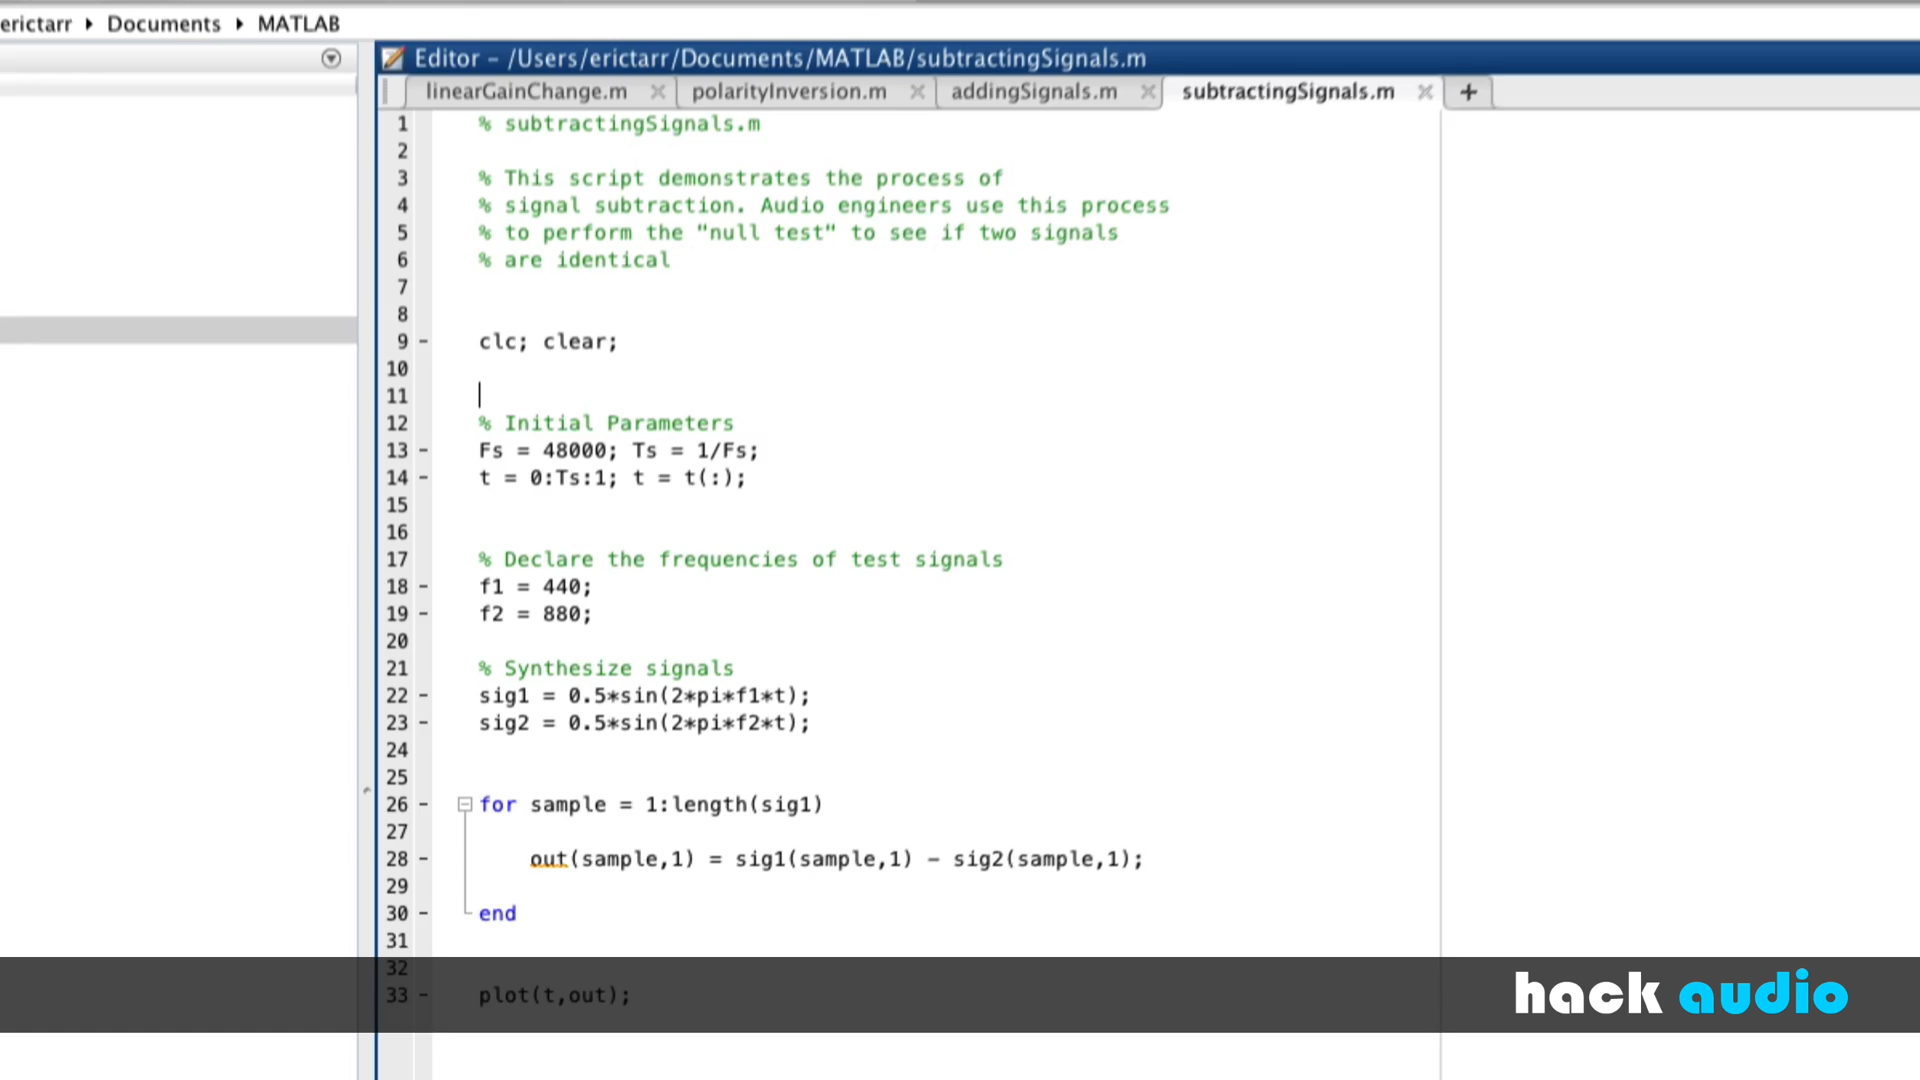 erictarr ▸ Documents ▸ MATLAB
Editor - /Users/erictarr/Documents/MATLAB/subtractingSignals.m
linearGainChange.m × polarityInversion.m × addingSignals.m × subtractingSignals.m × +
1 % subtractingSignals.m
2
3 % This script demonstrates the process of
4 % signal subtraction. Audio engineers use this process
5 % to perform the "null test" to see if two signals
6 % are identical
7
8
9 - clc; clear;
10
11
12 % Initial Parameters
13 - Fs = 48000; Ts = 1/Fs;
14 - t = 0:Ts:1; t = t(:);
15
16
17 % Declare the frequencies of test signals
18 - f1 = 440;
19 - f2 = 880;
20
21 % Synthesize signals
22 - sig1 = 0.5*sin(2*pi*f1*t);
23 - sig2 = 0.5*sin(2*pi*f2*t);
24
25
26 - for sample = 1:length(sig1)
27
28 - out(sample,1) = sig1(sample,1) - sig2(sample,1);
29
30 - end
31
32
33 - plot(t,out);
hack audio